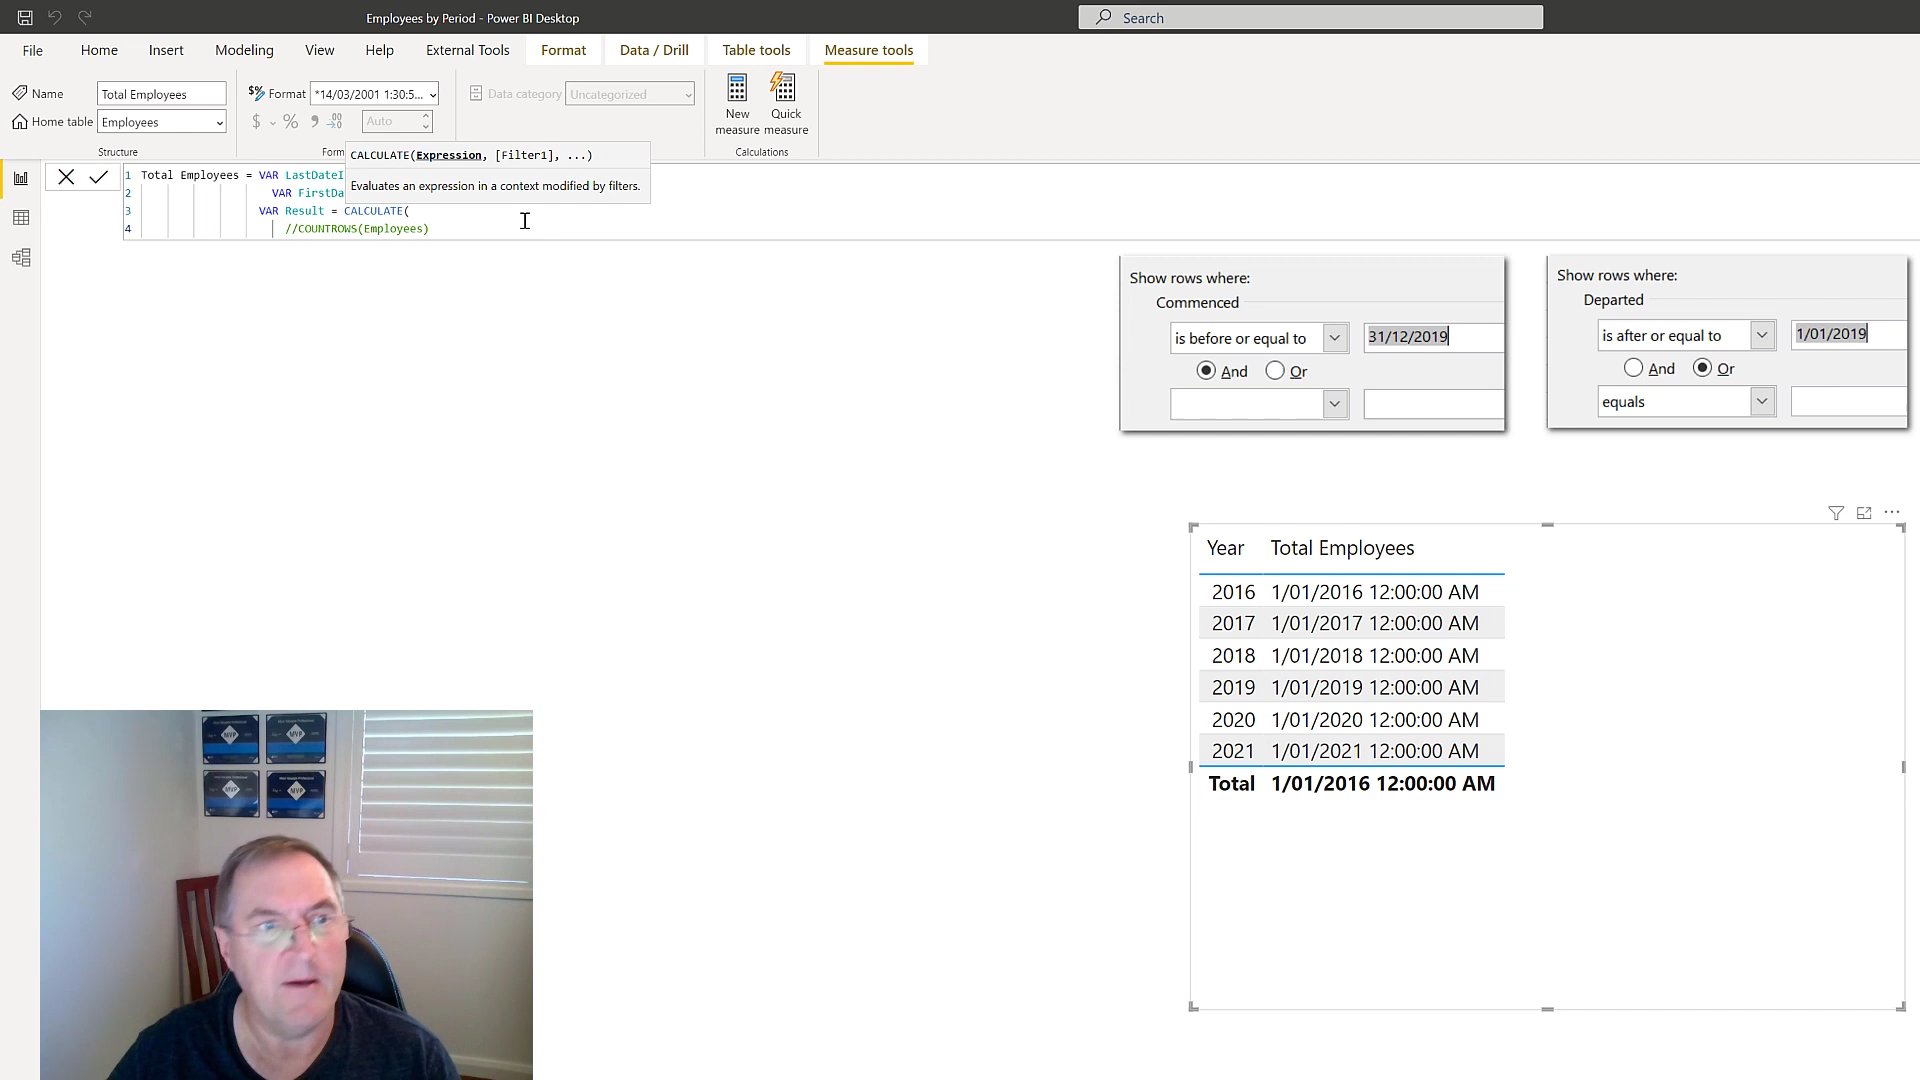 Employees by Period - Power BI Desktop
Search
File Home Insert Modeling View Help External Tools Format Data / Drill Table tools Measure tools
Name Total Employees
Home table Employees
Structure
Format *14/03/2001 1:30:5...
$ % Auto
Form
Data category Uncategorized
New measure
Quick measure
Calculations
CALCULATE(Expression, [Filter1], ...)
Evaluates an expression in a context modified by filters.
1 Total Employees = VAR LastDateI
2 VAR FirstDa
3 VAR Result = CALCULATE(
4 //COUNTROWS(Employees)
Show rows where:
Commenced
is before or equal to 31/12/2019
And Or
Show rows where:
Departed
is after or equal to 1/01/2019
And Or
equals
Year Total Employees
2016 1/01/2016 12:00:00 AM
2017 1/01/2017 12:00:00 AM
2018 1/01/2018 12:00:00 AM
2019 1/01/2019 12:00:00 AM
2020 1/01/2020 12:00:00 AM
2021 1/01/2021 12:00:00 AM
Total 1/01/2016 12:00:00 AM
MVP
MVP
MVP
MVP